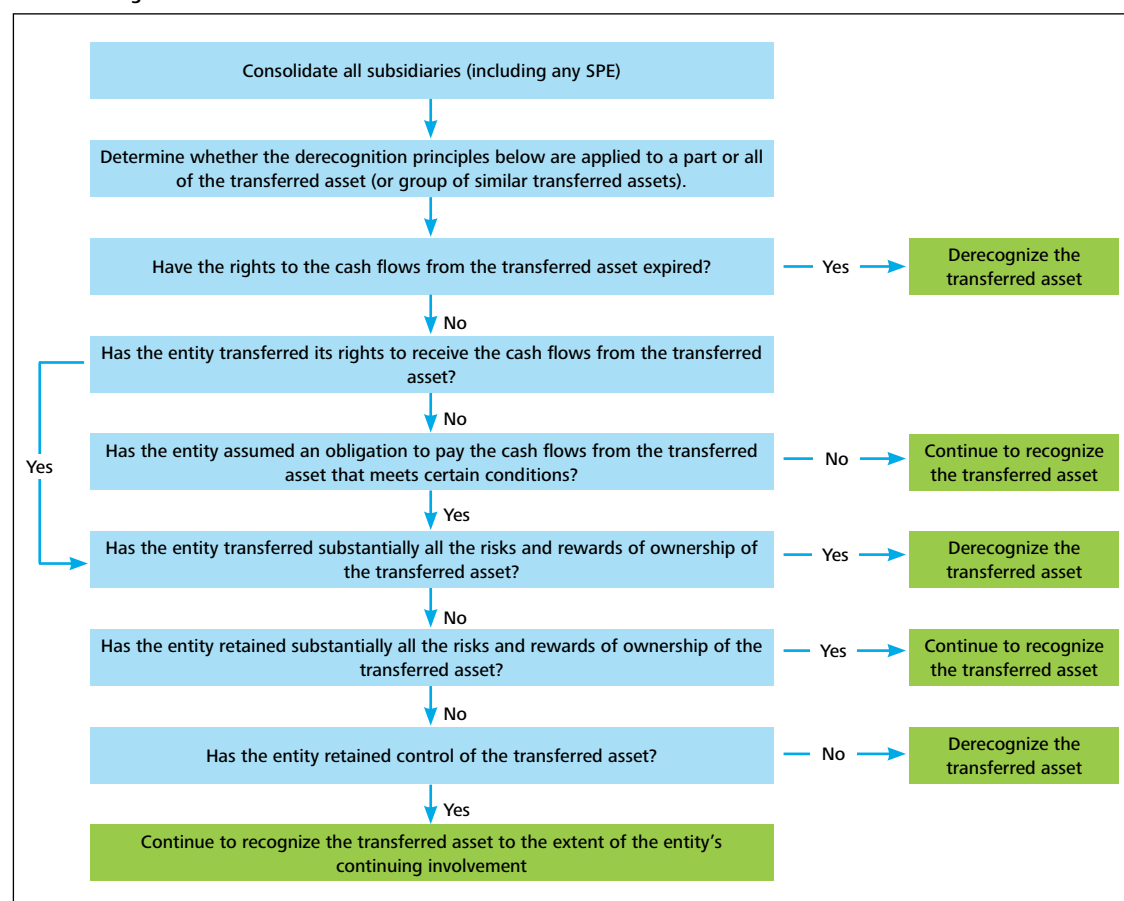 Consolidate all subsidiaries (including any SPE)
Determine whether the derecognition principles below are applied to a part or all
of the transferred asset (or group of similar transferred assets).
Have the rights to the cash flows from the transferred asset expired?
Yes
Derecognize the
transferred asset
No
Has the entity transferred its rights to receive the cash flows from the transferred
asset?
No
Yes
Has the entity assumed an obligation to pay the cash flows from the transferred
asset that meets certain conditions?
No
Continue to recognize
the transferred asset
Yes
Has the entity transferred substantially all the risks and rewards of ownership of
the transferred asset?
Yes
Derecognize the
transferred asset
No
Has the entity retained substantially all the risks and rewards of ownership of the
transferred asset?
Yes
Continue to recognize
the transferred asset
No
Has the entity retained control of the transferred asset?
No
Derecognize the
transferred asset
Yes
Continue to recognize the transferred asset to the extent of the entity’s
continuing involvement